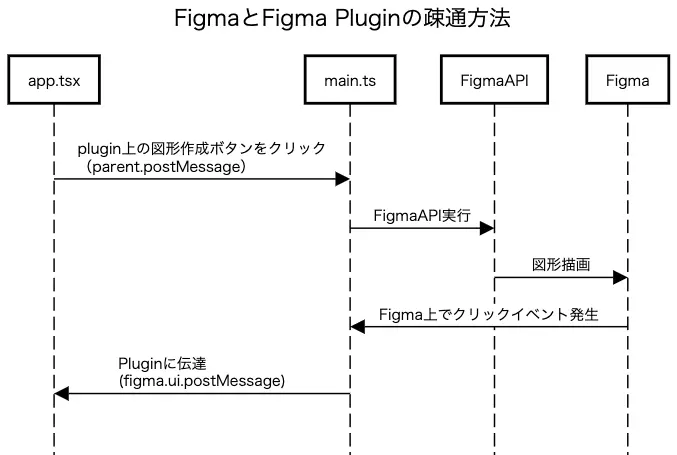 FigmaとFigma Pluginの疎通方法
app.tsx
main.ts
FigmaAPI
Figma
plugin上の図形作成ボタンをクリック
（parent.postMessage）
FigmaAPI実行
図形描画
Figma上でクリックイベント発生
Pluginに伝達
(figma.ui.postMessage)